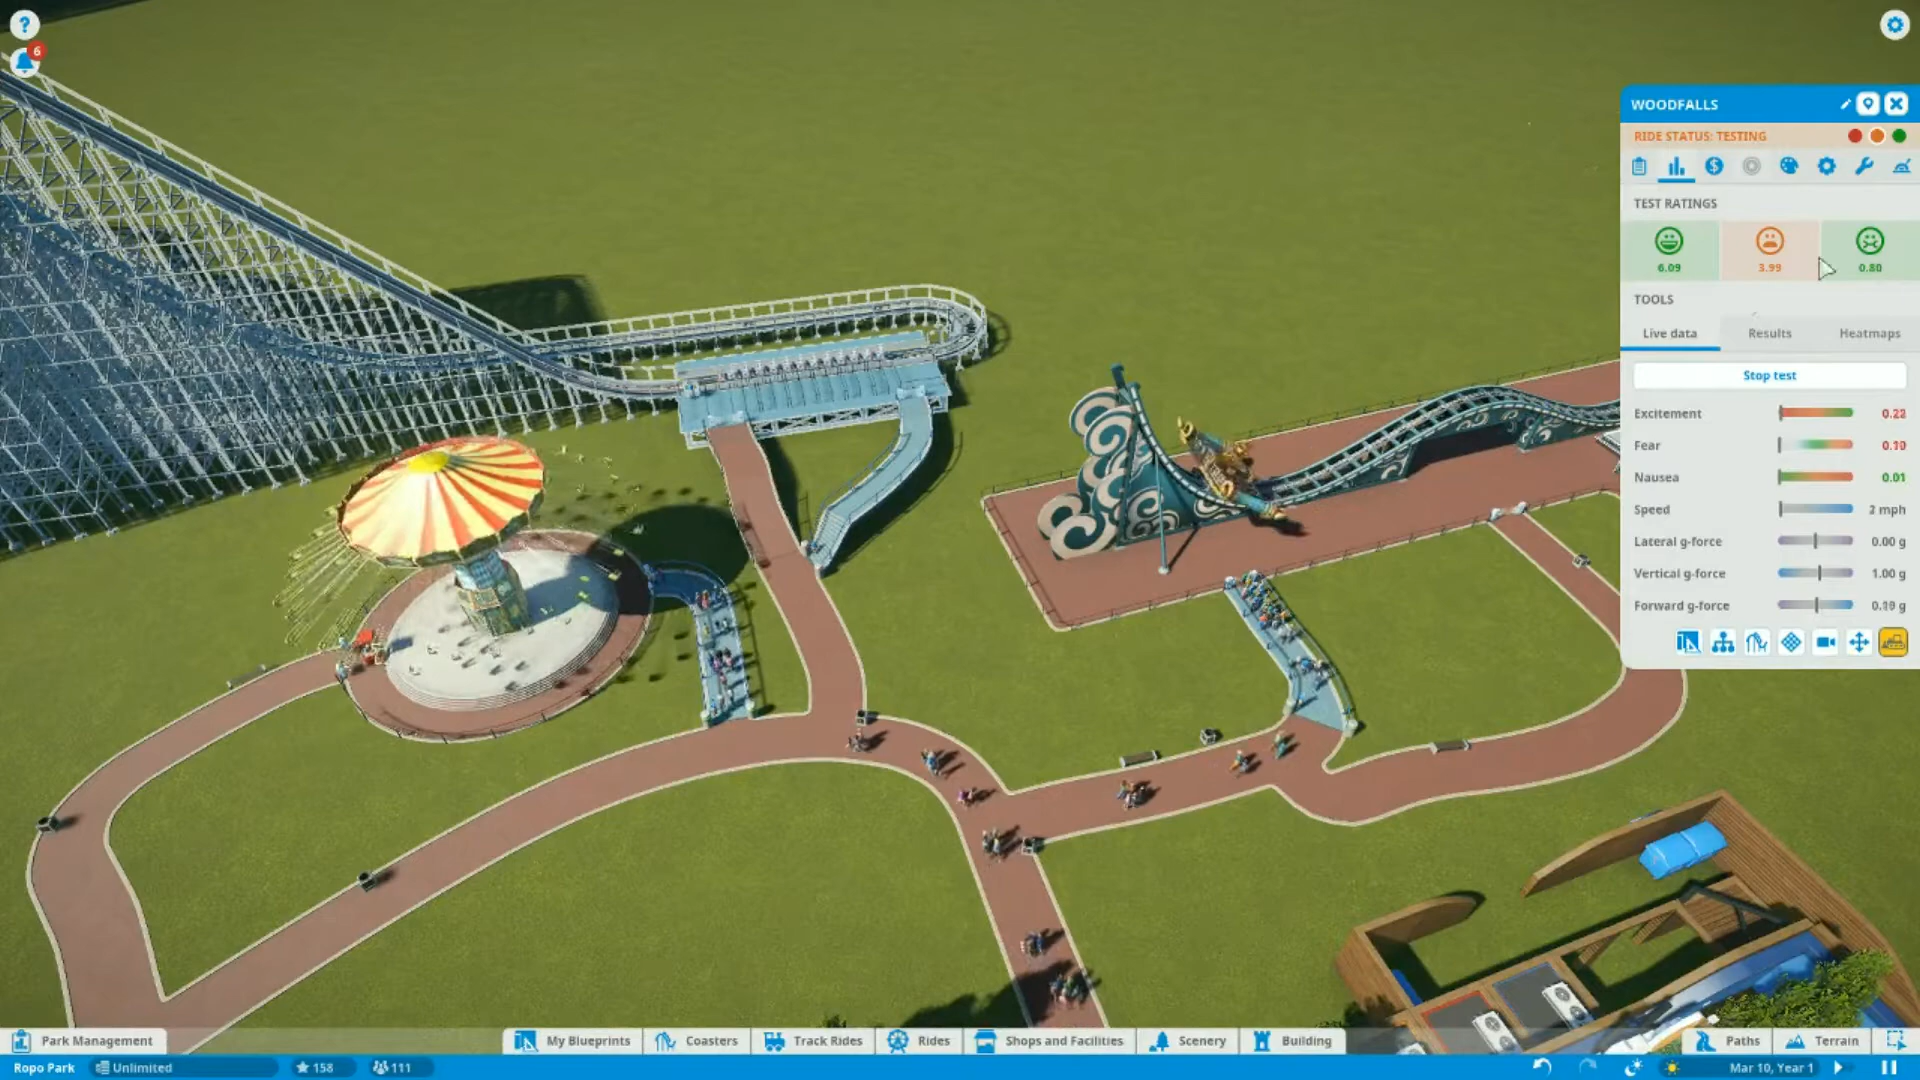 ?
6
WOODFALLS
RIDE STATUS: TESTING
TEST RATINGS
6.09 3.99 0.80
TOOLS
Live data Results Heatmaps
Stop test
Excitement 0.22
Fear 0.10
Nausea 0.01
Speed 2 mph
Lateral g-force 0.00 g
Vertical g-force 1.00 g
Forward g-force 0.19 g
Park Management My Blueprints Coasters Track Rides Rides Shops and Facilities Scenery Building Paths Terrain
Ropo Park Unlimited 158 111 Mar 10, Year 1